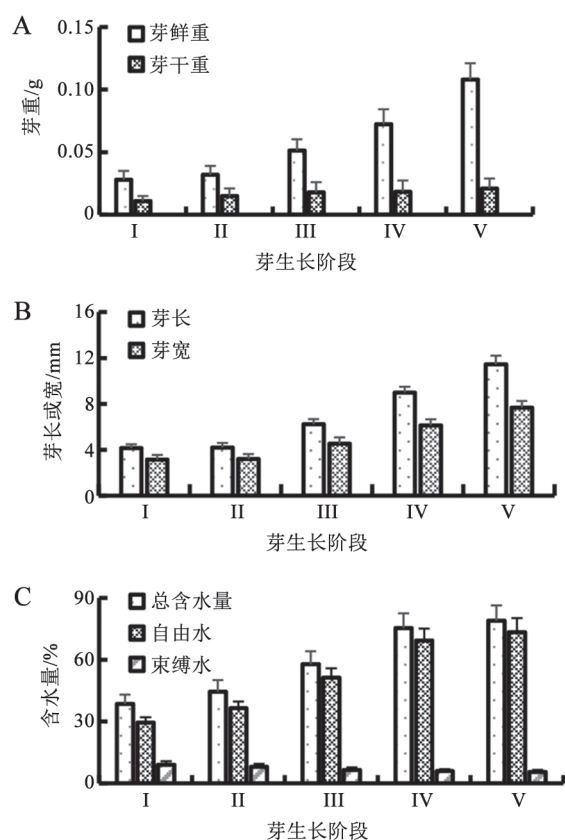 A
0.15
芽鲜重
芽干重
0.10
芽重/g
0.05
0
I II III IV V
芽生长阶段
B
16
芽长
芽宽
12
芽长或宽/mm
8
4
0
I II III IV V
芽生长阶段
C
90
总含水量
自由水
束缚水
60
含水量/%
30
0
I II III IV V
芽生长阶段